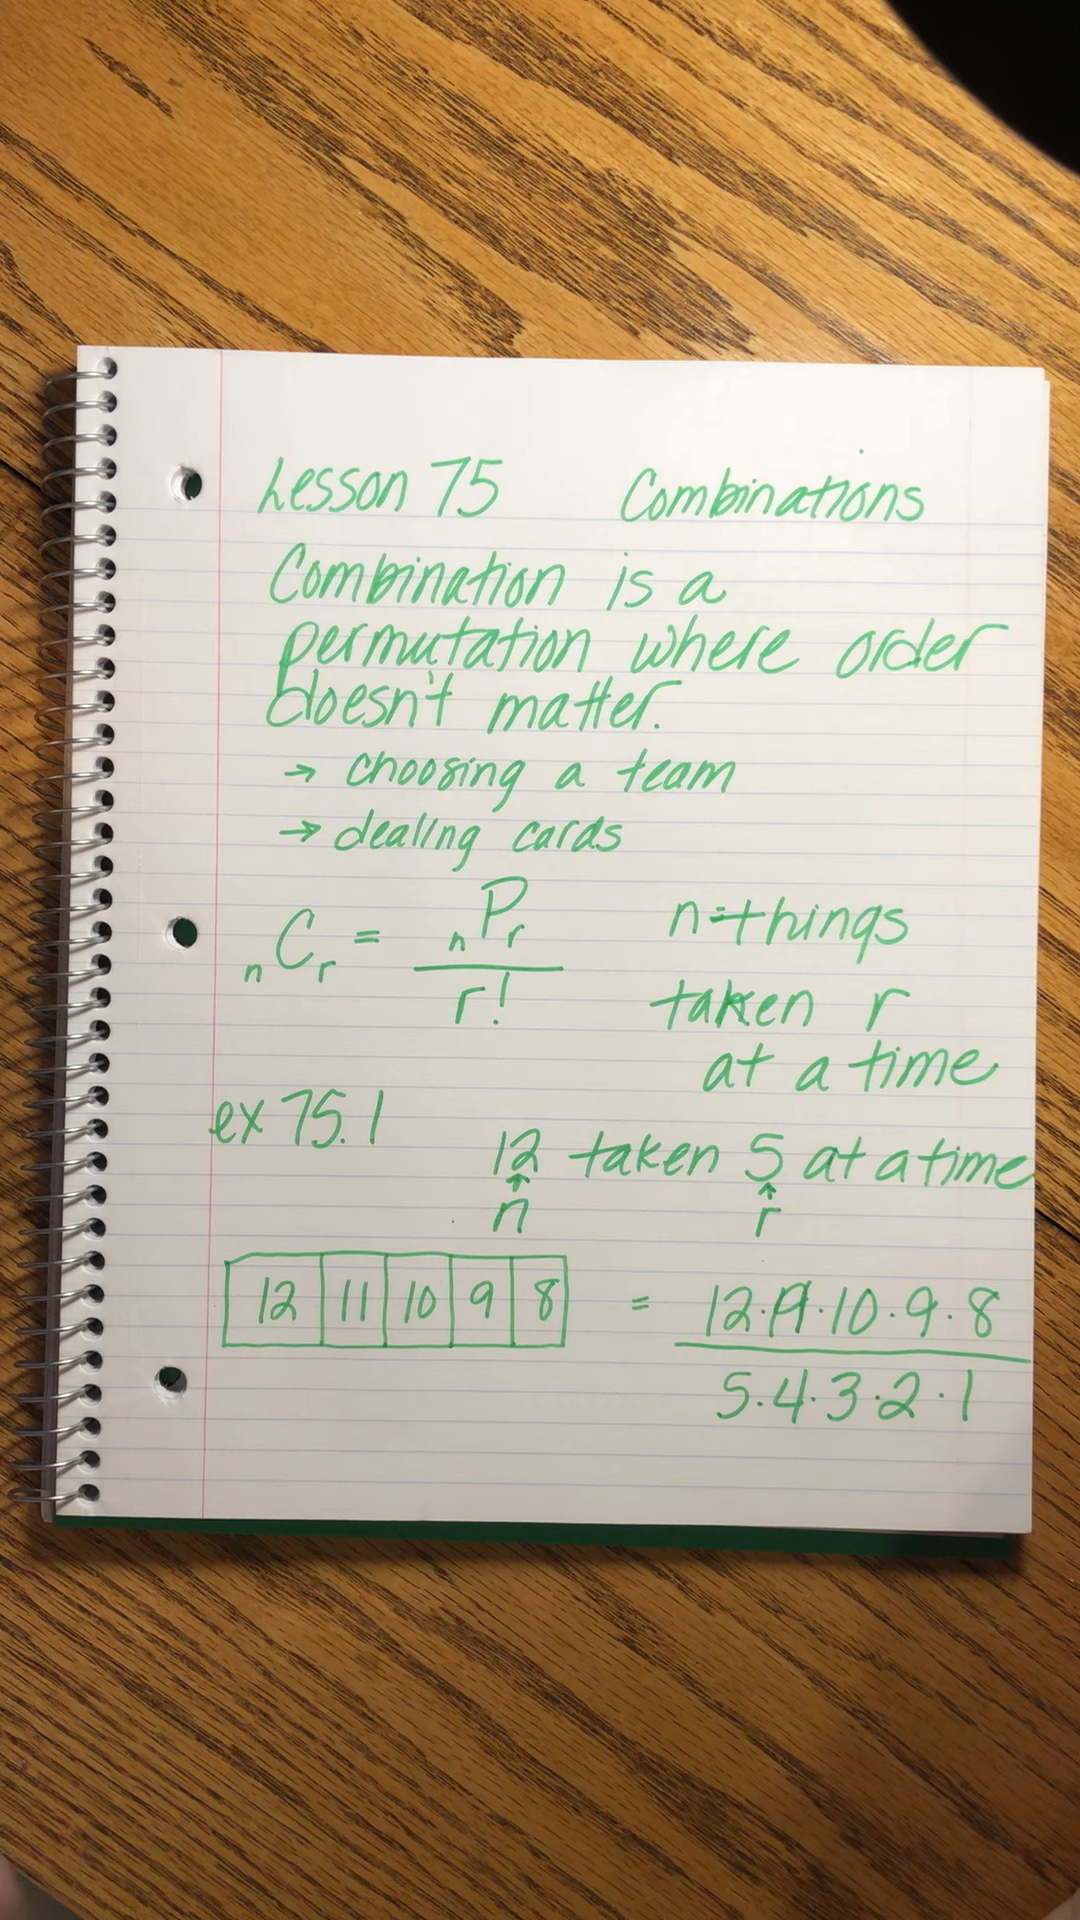 Lesson 75 Combinations
Combination is a
permutation where order
doesn't matter.
→ choosing a team
→ dealing cards
nCr = nPr / r!
n=things
taken r
at a time
ex 75.1
12 taken 5 at a time
↑ ↑
n r
12 11 10 9 8 = 12·11·10·9·8
5·4·3·2·1